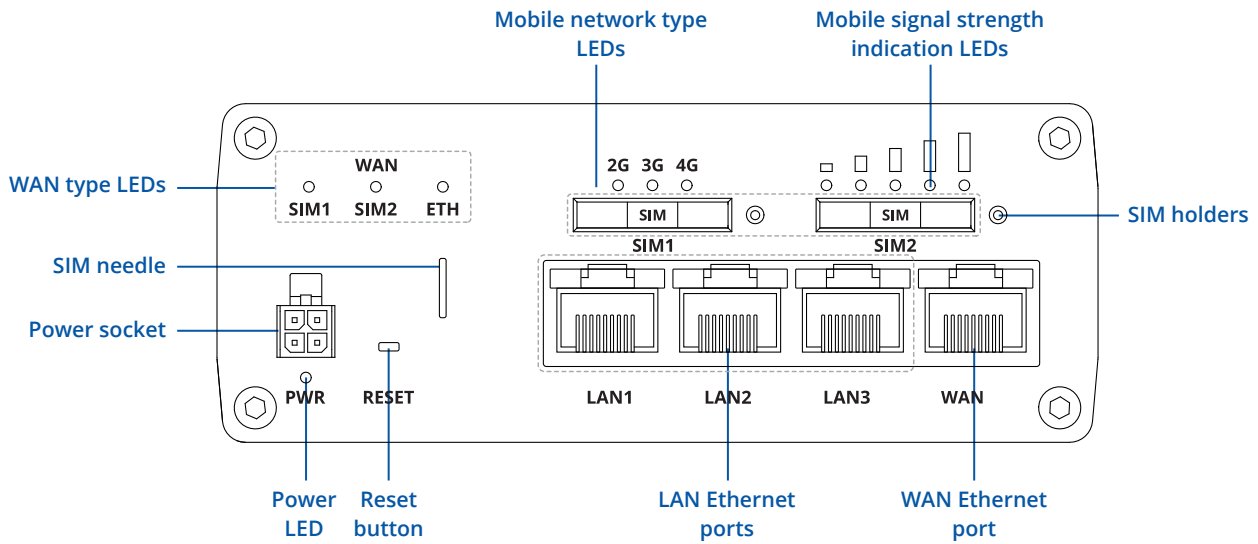 Mobile network type
LEDs
Mobile signal strength
indication LEDs
WAN type LEDs
WAN
SIM1 SIM2 ETH
2G 3G 4G
SIM
SIM
SIM1
SIM2
SIM holders
SIM needle
Power socket
PWR
RESET
LAN1
LAN2
LAN3
WAN
Power
LED
Reset
button
LAN Ethernet
ports
WAN Ethernet
port